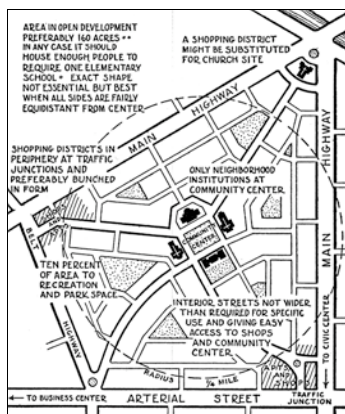 AREA IN OPEN DEVELOPMENT
PREFERABLY 160 ACRES ••
IN ANY CASE IT SHOULD
HOUSE ENOUGH PEOPLE TO
REQUIRE ONE ELEMENTARY
SCHOOL • EXACT SHAPE
NOT ESSENTIAL BUT BEST
WHEN ALL SIDES ARE FAIRLY
EQUIDISTANT FROM CENTER
A SHOPPING DISTRICT
MIGHT BE SUBSTITUTED
FOR CHURCH SITE
MAIN HIGHWAY
HIGHWAY MAIN
SHOPPING DISTRICTS IN
PERIPHERY AT TRAFFIC
JUNCTIONS AND
PREFERABLY BUNCHED
IN FORM
ONLY NEIGHBORHOOD
INSTITUTIONS AT
COMMUNITY CENTER
COMMUNITY
CENTER
BELT HIGHWAY
TEN PERCENT
OF AREA TO
RECREATION
AND PARK SPACE
INTERIOR STREETS NOT WIDER
THAN REQUIRED FOR SPECIFIC
USE AND GIVING EASY
ACCESS TO SHOPS
AND COMMUNITY
CENTER
TO CIVIC CENTER
RADIUS
1/4 MILE
APTS
AND
SHOPS
TO BUSINESS CENTER
ARTERIAL STREET
TRAFFIC
JUNCTION